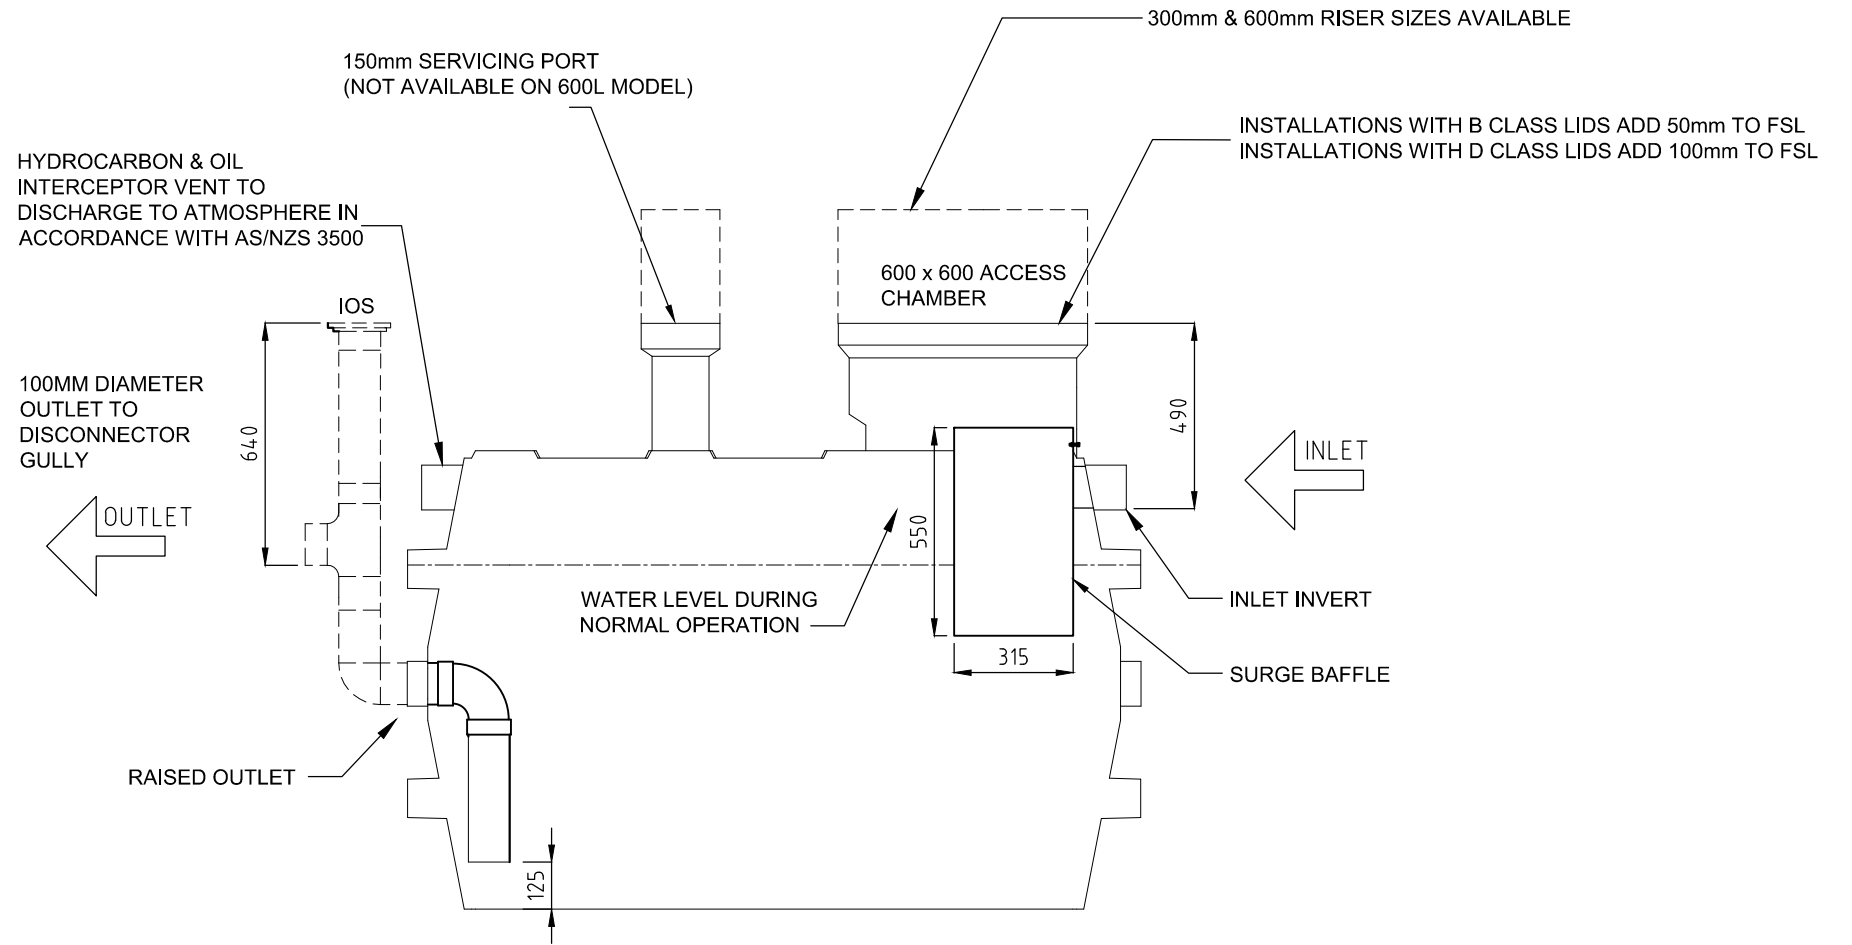 300mm & 600mm RISER SIZES AVAILABLE
150mm SERVICING PORT
(NOT AVAILABLE ON 600L MODEL)
INSTALLATIONS WITH B CLASS LIDS ADD 50mm TO FSL
INSTALLATIONS WITH D CLASS LIDS ADD 100mm TO FSL
HYDROCARBON & OIL
INTERCEPTOR VENT TO
DISCHARGE TO ATMOSPHERE IN
ACCORDANCE WITH AS/NZS 3500
600 x 600 ACCESS
CHAMBER
IOS
100MM DIAMETER
OUTLET TO
DISCONNECTOR
GULLY
640
490
INLET
OUTLET
550
WATER LEVEL DURING
NORMAL OPERATION
INLET INVERT
315
SURGE BAFFLE
RAISED OUTLET
125